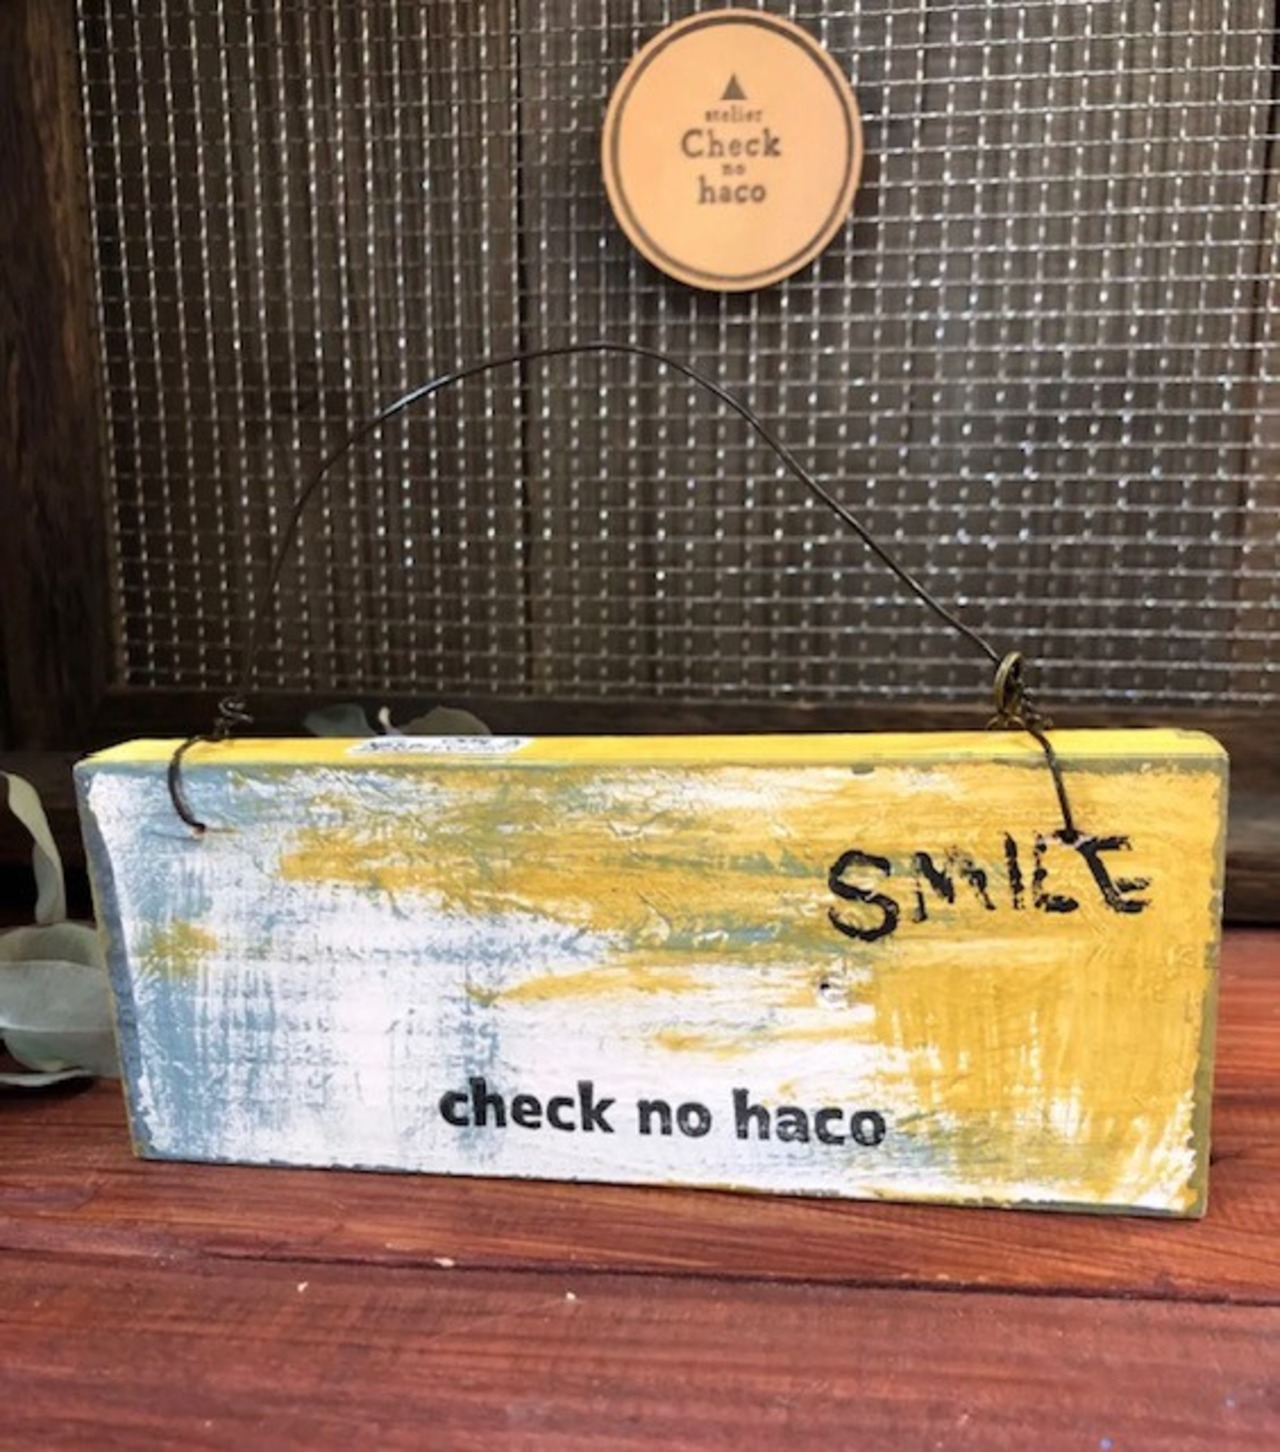 atelier
Check
no
haco
SMILE
check no haco